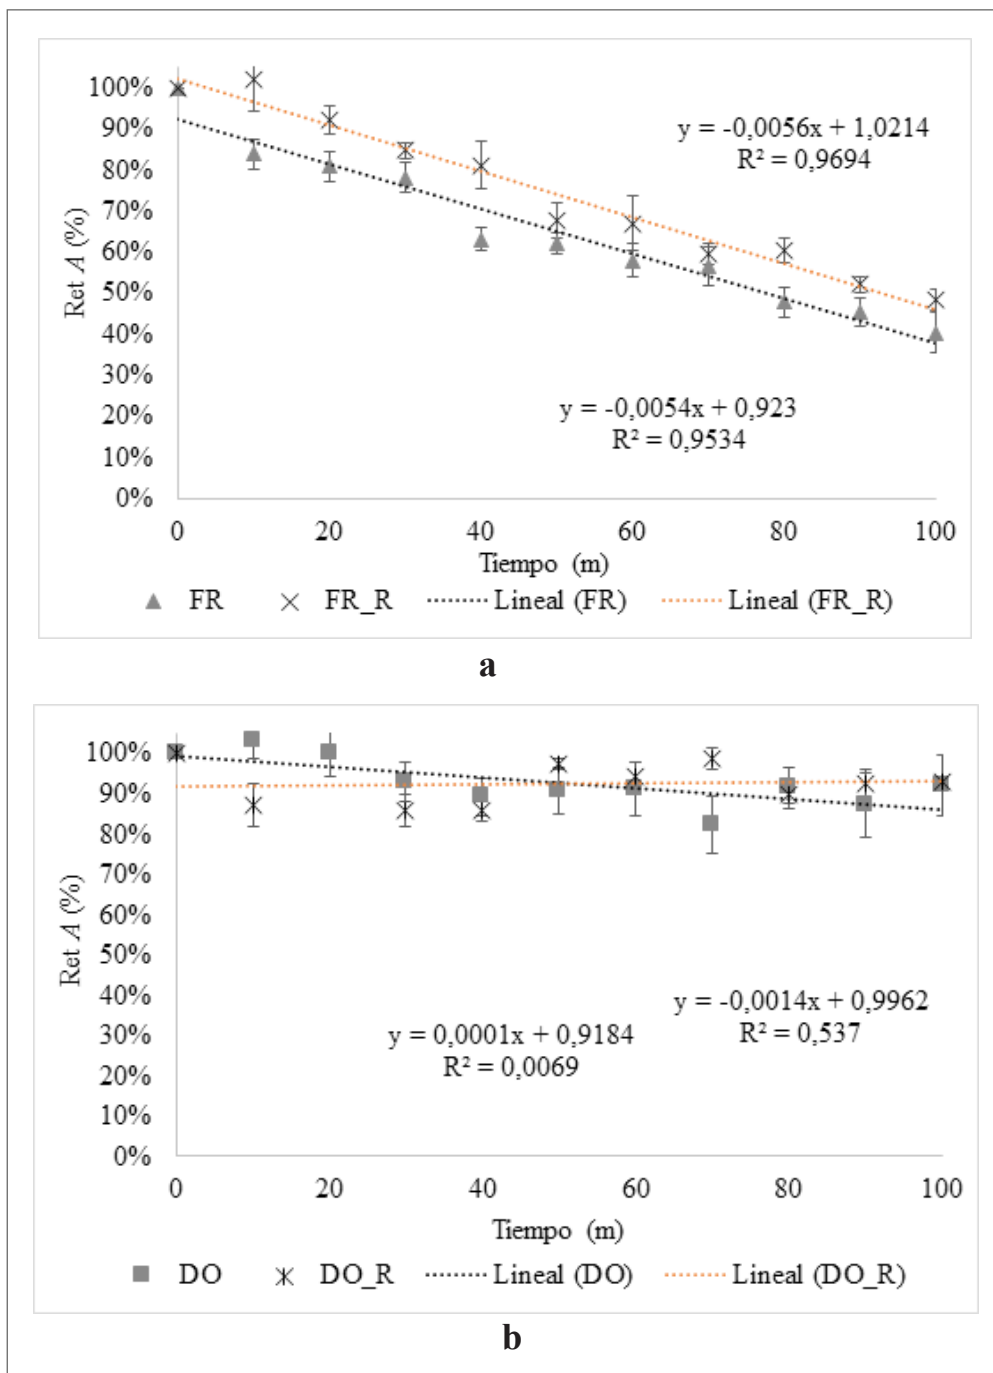 100%
90%
80%
70%
60%
50%
40%
30%
20%
10%
0%
Ret A (%)
y = -0,0056x + 1,0214
R² = 0,9694
y = -0,0054x + 0,923
R² = 0,9534
0 20 40 60 80 100
Tiempo (m)
FR FR_R Lineal (FR) Lineal (FR_R)
a
100%
90%
80%
70%
60%
50%
40%
30%
20%
10%
0%
Ret A (%)
y = -0,0014x + 0,9962
R² = 0,537
y = 0,0001x + 0,9184
R² = 0,0069
0 20 40 60 80 100
Tiempo (m)
DO DO_R Lineal (DO) Lineal (DO_R)
b